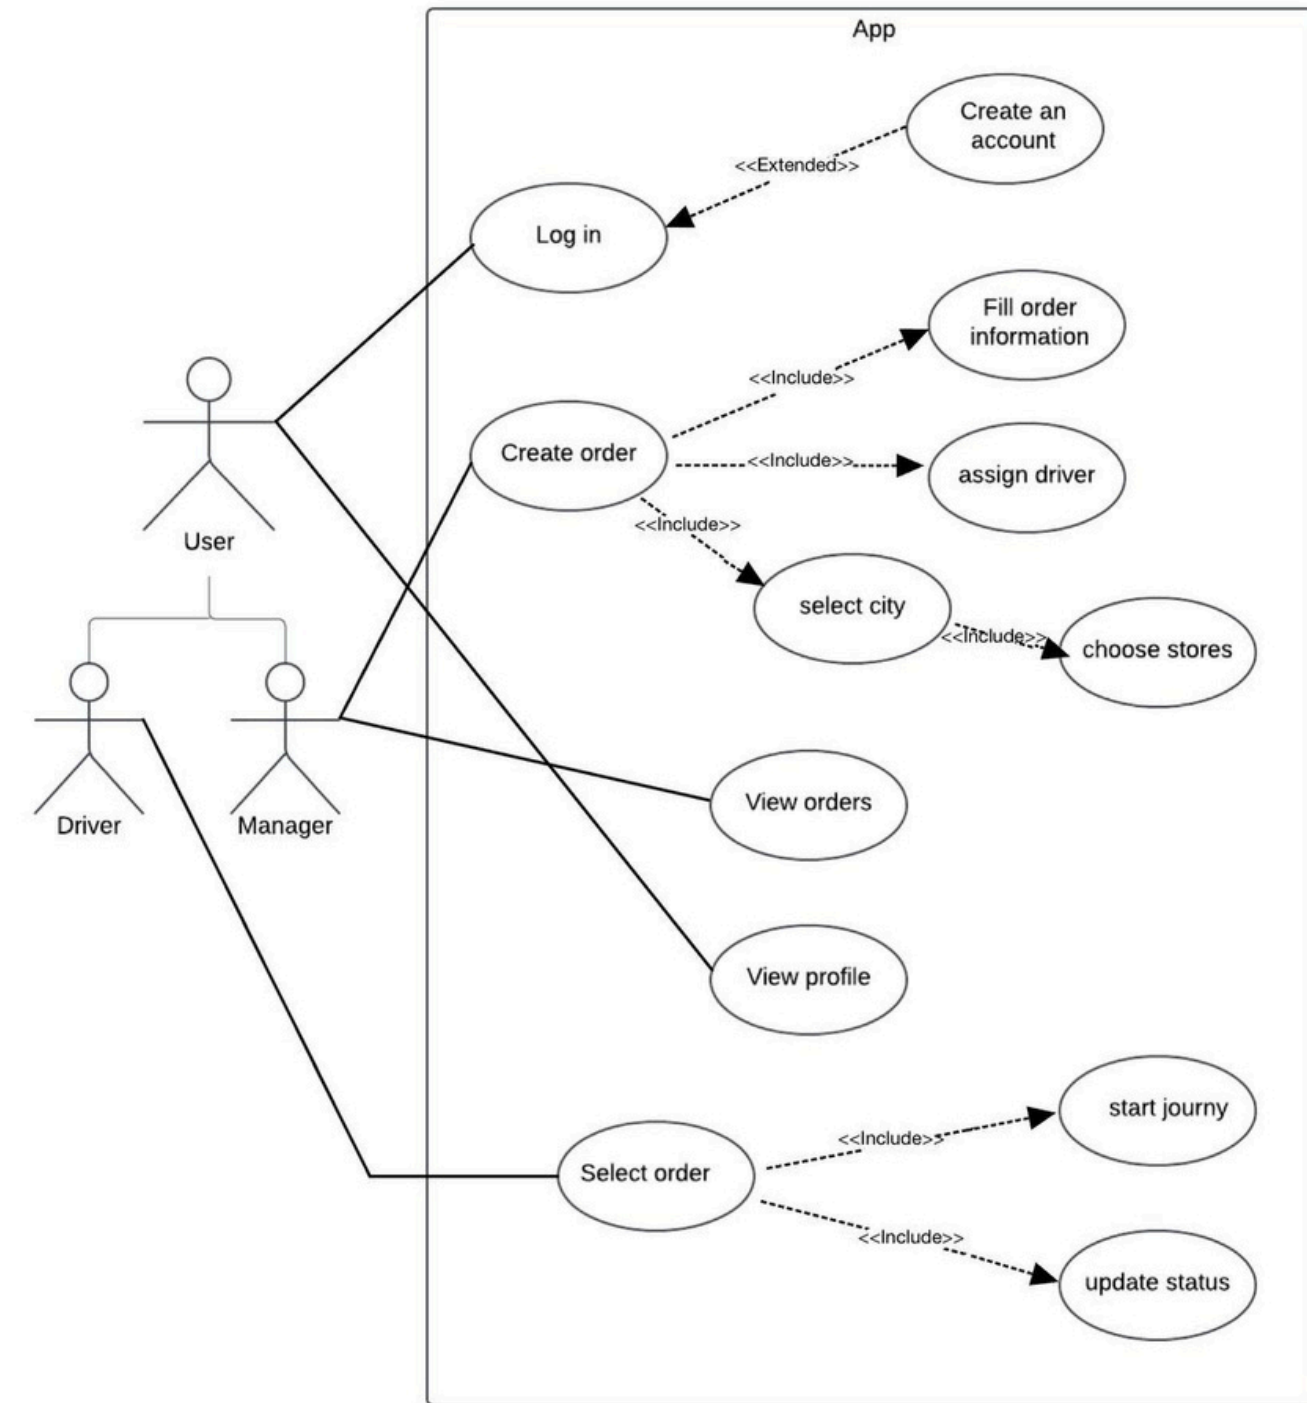 App
Create an
account
<<Extended>>
Log in
Fill order
information
<<Include>>
Create order
<<Include>>
assign driver
<<Include>>
User
select city
<<Include>>
choose stores
Driver
Manager
View orders
View profile
start journy
<<Include>>
Select order
<<Include>>
update status